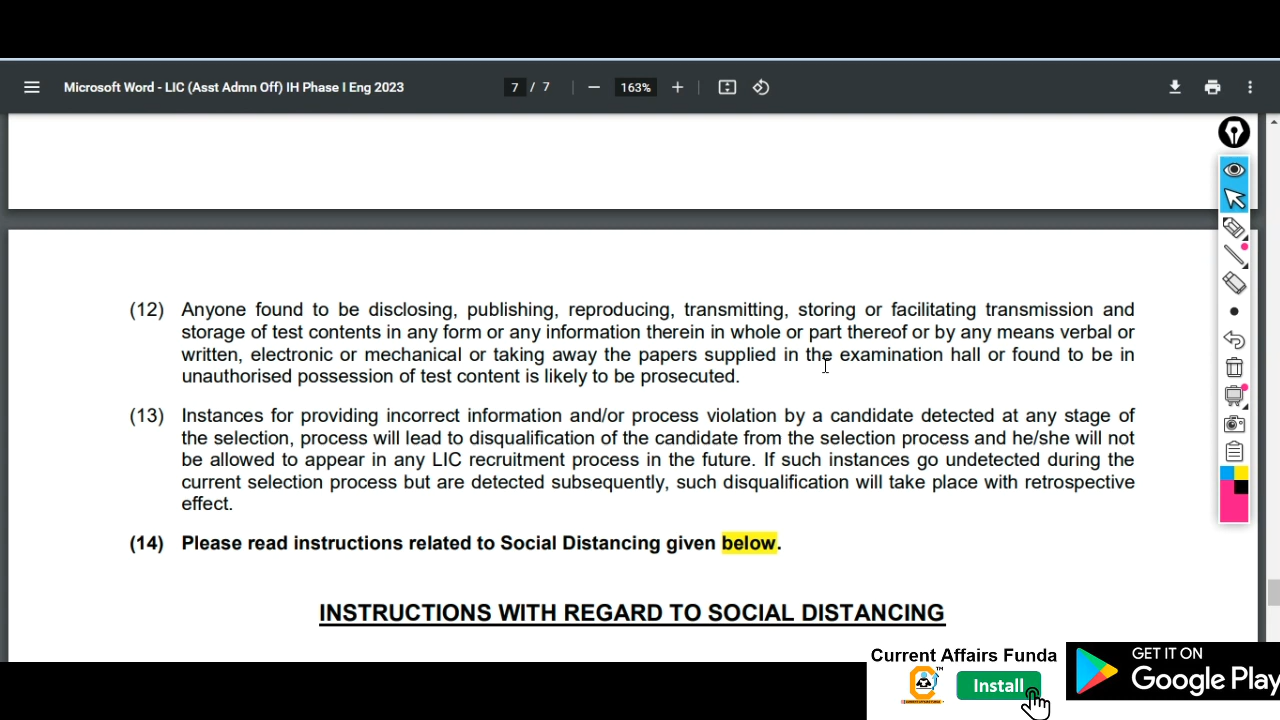 Microsoft Word - LIC (Asst Admn Off) IH Phase I Eng 2023
7 / 7
163%
(12) Anyone found to be disclosing, publishing, reproducing, transmitting, storing or facilitating transmission and
storage of test contents in any form or any information therein in whole or part thereof or by any means verbal or
written, electronic or mechanical or taking away the papers supplied in the examination hall or found to be in
unauthorised possession of test content is likely to be prosecuted.
(13) Instances for providing incorrect information and/or process violation by a candidate detected at any stage of
the selection, process will lead to disqualification of the candidate from the selection process and he/she will not
be allowed to appear in any LIC recruitment process in the future. If such instances go undetected during the
current selection process but are detected subsequently, such disqualification will take place with retrospective
effect.
(14) Please read instructions related to Social Distancing given below.
INSTRUCTIONS WITH REGARD TO SOCIAL DISTANCING
Current Affairs Funda
Install
GET IT ON
Google Play